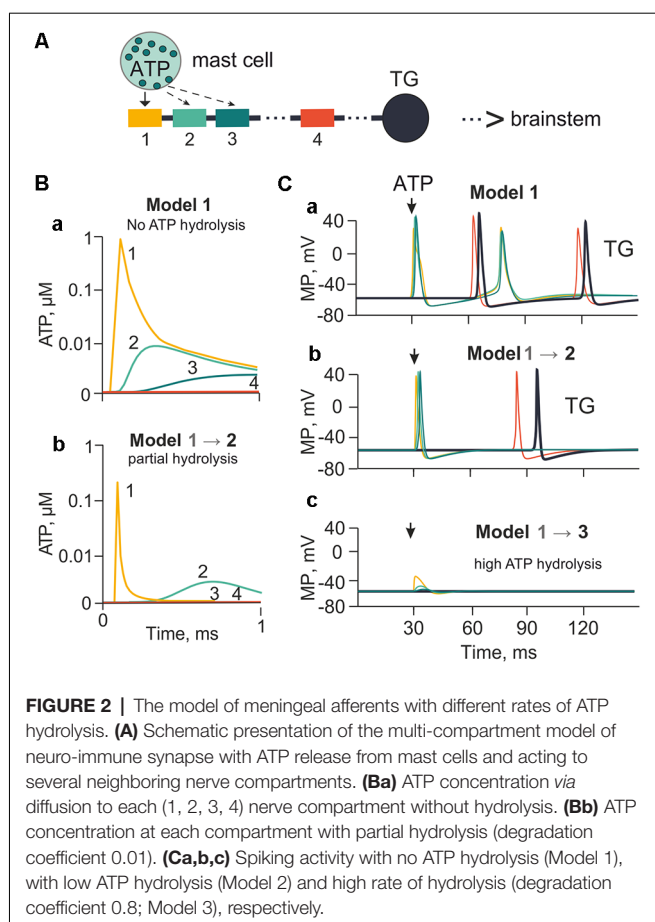 A
ATP
mast cell
TG
1 2 3 4
brainstem
B
Model 1
a No ATP hydrolysis
ATP, µM
1
0.1
0.01
0
1
2
3
4
1
b Model 1 → 2
partial hydrolysis
ATP, µM
1
0.1
0.01
0
1
2
3 4
0 1
Time, ms
C
ATP Model 1
a
MP, mV
40
0
-40
-80
TG
b
Model 1 → 2
MP, mV
40
0
-40
-80
TG
c
Model 1 → 3
high ATP hydrolysis
MP, mV
40
0
-40
-80
30 60 90 120
Time, ms
FIGURE 2 | The model of meningeal afferents with different rates of ATP
hydrolysis. (A) Schematic presentation of the multi-compartment model of
neuro-immune synapse with ATP release from mast cells and acting to
several neighboring nerve compartments. (Ba) ATP concentration via
diffusion to each (1, 2, 3, 4) nerve compartment without hydrolysis. (Bb) ATP
concentration at each compartment with partial hydrolysis (degradation
coefficient 0.01). (Ca,b,c) Spiking activity with no ATP hydrolysis (Model 1),
with low ATP hydrolysis (Model 2) and high rate of hydrolysis (degradation
coefficient 0.8; Model 3), respectively.